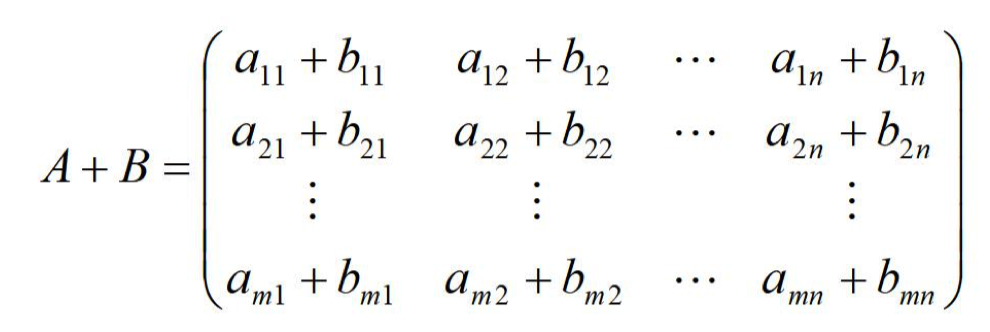 a₁₁ + b₁₁ a₁₂ + b₁₂ ⋯ a₁ₙ + b₁ₙ
a₂₁ + b₂₁ a₂₂ + b₂₂ ⋯ a₂ₙ + b₂ₙ
A + B =
⋮ ⋮ ⋮
aₘ₁ + bₘ₁ aₘ₂ + bₘ₂ ⋯ aₘₙ + bₘₙ